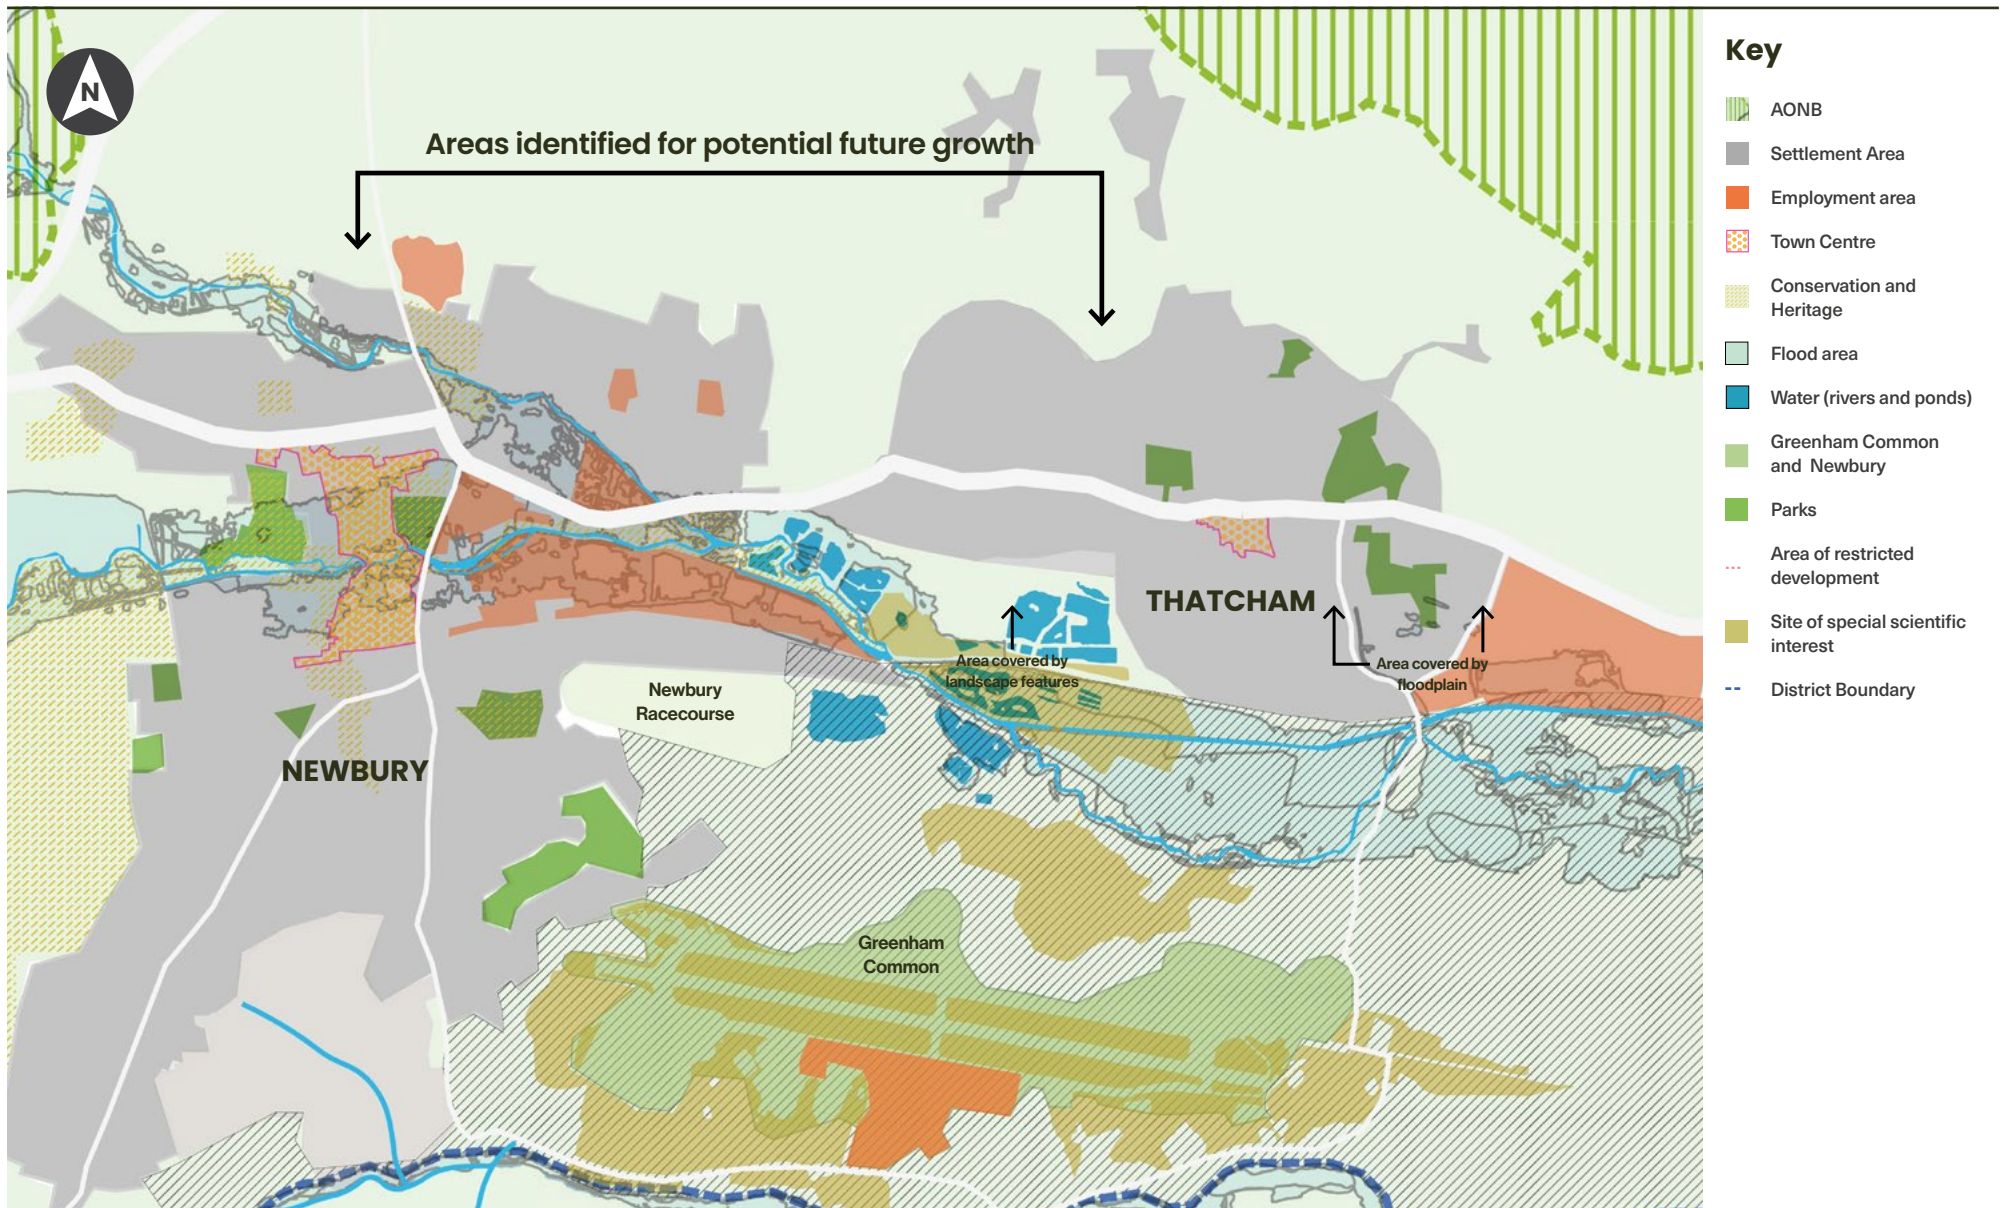 N
Areas identified for potential future growth
THATCHAM
Area covered by
landscape features
Area covered by
floodplain
Newbury
Racecourse
NEWBURY
Greenham
Common
Key
AONB
Settlement Area
Employment area
Town Centre
Conservation and
Heritage
Flood area
Water (rivers and ponds)
Greenham Common
and Newbury
Parks
Area of restricted
development
Site of special scientific
interest
District Boundary